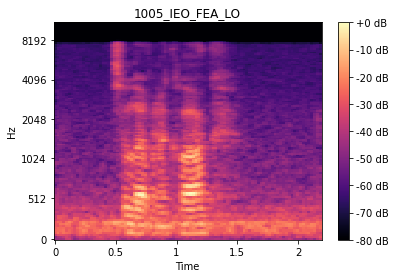 1005_IEO_FEA_LO
+0 dB
8192
-10 dB
4096
-20 dB
-30 dB
2048
Hz
-40 dB
1024
-50 dB
512
-60 dB
-70 dB
0
-80 dB
0 0.5 1 1.5 2
Time